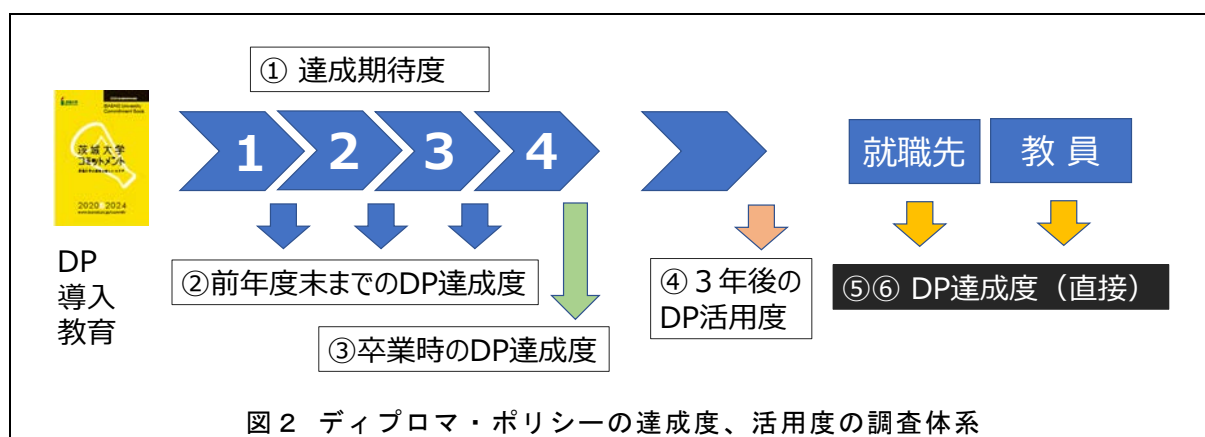 ① 達成期待度
茨城大学
コミットメント
2020 2024
1 2 3 4
就職先 教員
DP
導入
教育
②前年度末までのDP達成度
③卒業時のDP達成度
④３年後の
DP活用度
⑤⑥ DP達成度（直接）
図２ ディプロマ・ポリシーの達成度、活用度の調査体系